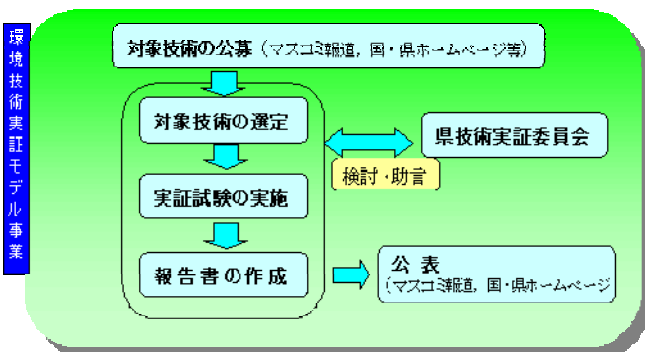 環境技術実証モデル事業
対象技術の公募（マスコミ報道，国・県ホームページ等）
対象技術の選定
県技術実証委員会
検討・助言
実証試験の実施
報告書の作成
公 表
（マスコミ報道，国・県ホームページ